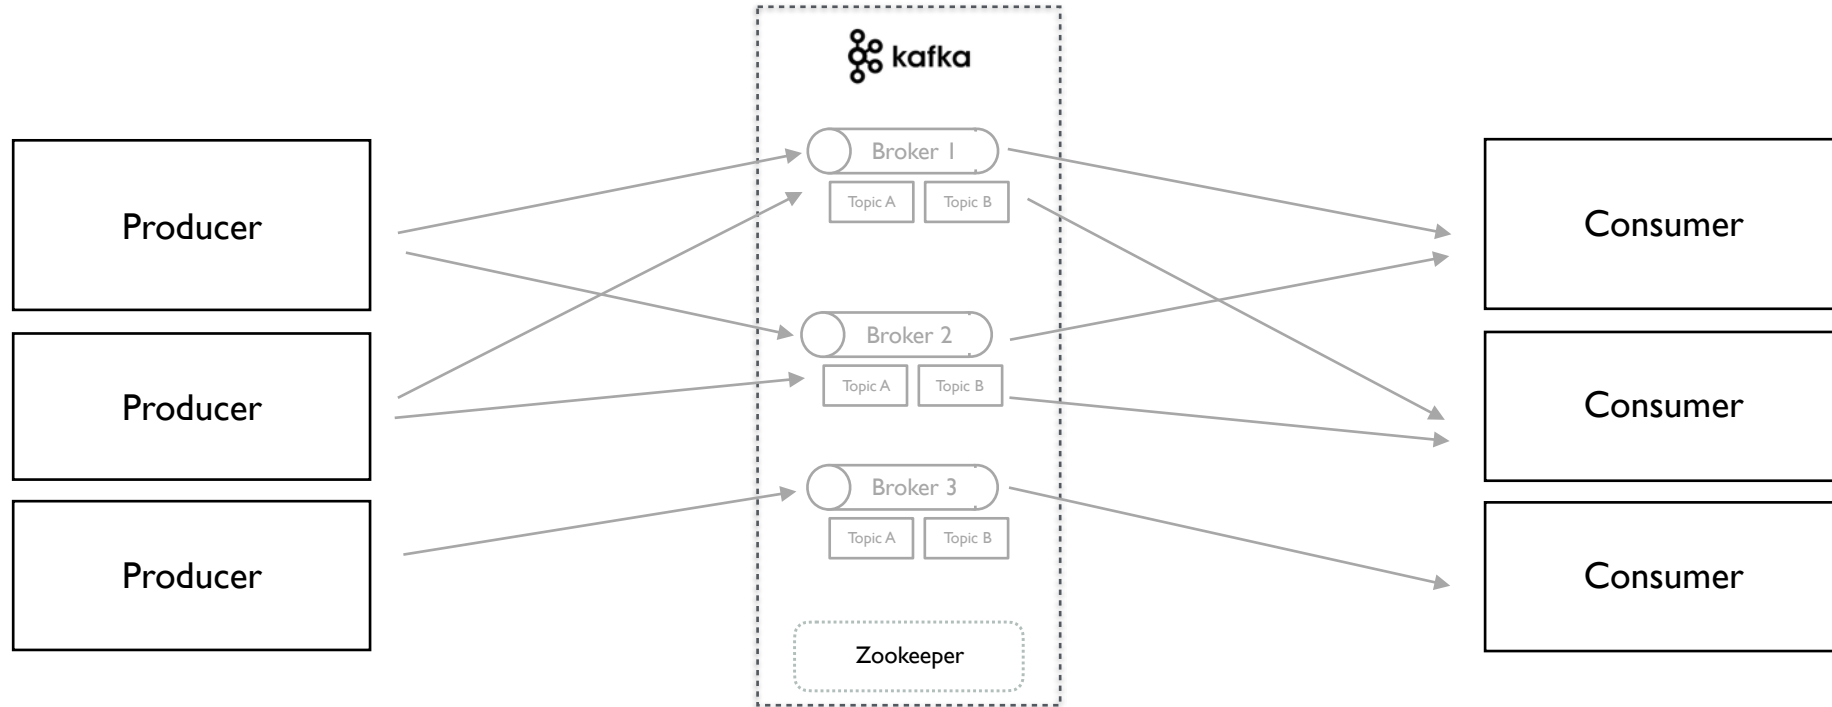 kafka
Producer
Producer
Producer
Broker 1
Topic A
Topic B
Broker 2
Topic A
Topic B
Broker 3
Topic A
Topic B
Zookeeper
Consumer
Consumer
Consumer